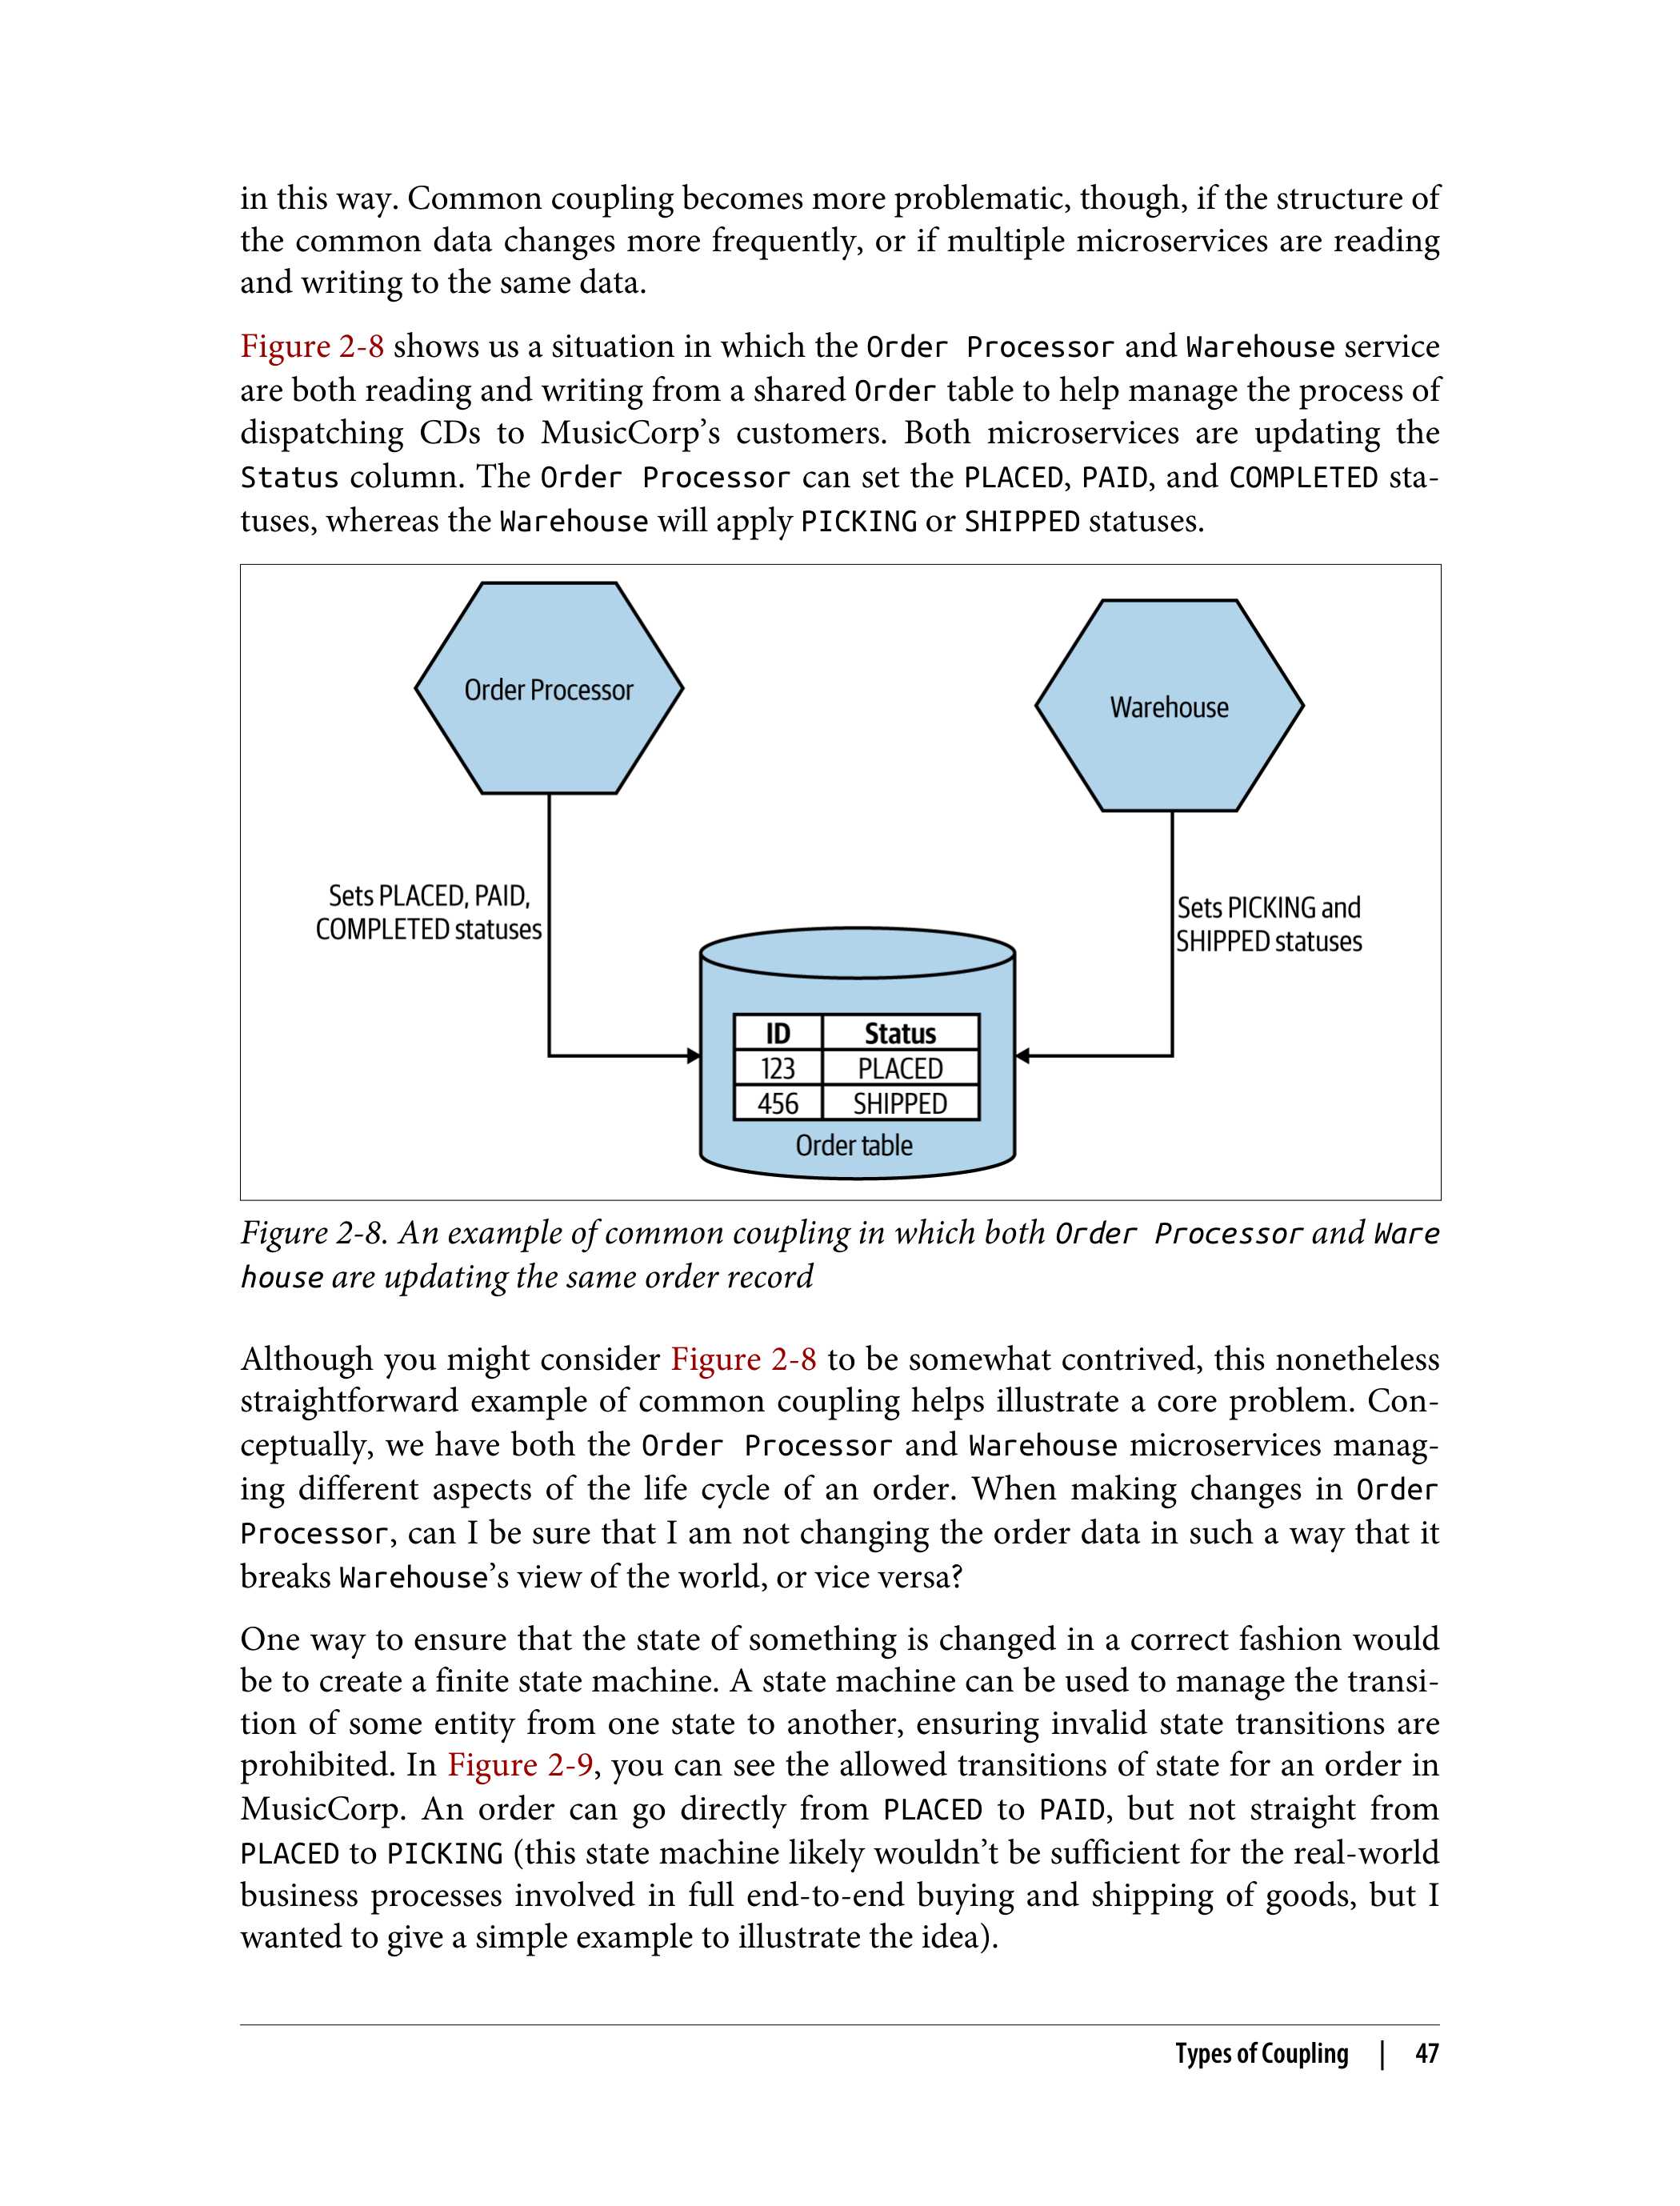 in this way. Common coupling becomes more problematic, though, if the structure of
the common data changes more frequently, or if multiple microservices are reading
and writing to the same data.
Figure 2-8 shows us a situation in which the Order Processor and Warehouse service
are both reading and writing from a shared Order table to help manage the process of
dispatching CDs to MusicCorp’s customers. Both microservices are updating the
Status column. The Order Processor can set the PLACED, PAID, and COMPLETED sta-
tuses, whereas the Warehouse will apply PICKING or SHIPPED statuses.
Order Processor
Warehouse
Sets PLACED, PAID,
COMPLETED statuses
Sets PICKING and
SHIPPED statuses
ID Status
123 PLACED
456 SHIPPED
Order table
Figure 2-8. An example of common coupling in which both Order Processor and Ware
house are updating the same order record
Although you might consider Figure 2-8 to be somewhat contrived, this nonetheless
straightforward example of common coupling helps illustrate a core problem. Con-
ceptually, we have both the Order Processor and Warehouse microservices manag-
ing different aspects of the life cycle of an order. When making changes in Order
Processor, can I be sure that I am not changing the order data in such a way that it
breaks Warehouse’s view of the world, or vice versa?
One way to ensure that the state of something is changed in a correct fashion would
be to create a finite state machine. A state machine can be used to manage the transi-
tion of some entity from one state to another, ensuring invalid state transitions are
prohibited. In Figure 2-9, you can see the allowed transitions of state for an order in
MusicCorp. An order can go directly from PLACED to PAID, but not straight from
PLACED to PICKING (this state machine likely wouldn’t be sufficient for the real-world
business processes involved in full end-to-end buying and shipping of goods, but I
wanted to give a simple example to illustrate the idea).
Types of Coupling | 47